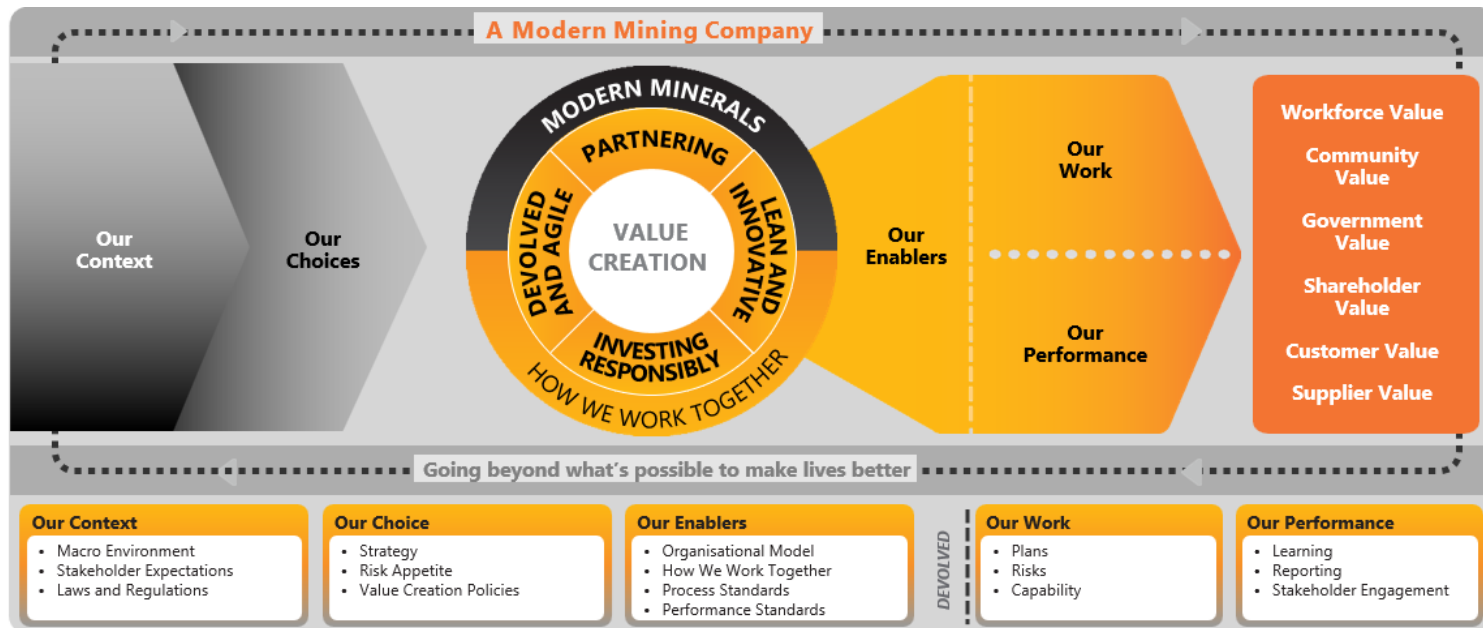 A Modern Mining Company
Our
Context
Our
Choices
MODERN MINERALS
PARTNERING
DEVOLVED
AND AGILE
VALUE
CREATION
LEAN AND
INNOVATIVE
INVESTING
RESPONSIBLY
HOW WE WORK TOGETHER
Our
Enablers
Our
Work
Our
Performance
Workforce Value
Community
Value
Government
Value
Shareholder
Value
Customer Value
Supplier Value
Going beyond what's possible to make lives better
Our Context
• Macro Environment
• Stakeholder Expectations
• Laws and Regulations
Our Choice
• Strategy
• Risk Appetite
• Value Creation Policies
Our Enablers
• Organisational Model
• How We Work Together
• Process Standards
• Performance Standards
DEVOLVED
Our Work
• Plans
• Risks
• Capability
Our Performance
• Learning
• Reporting
• Stakeholder Engagement